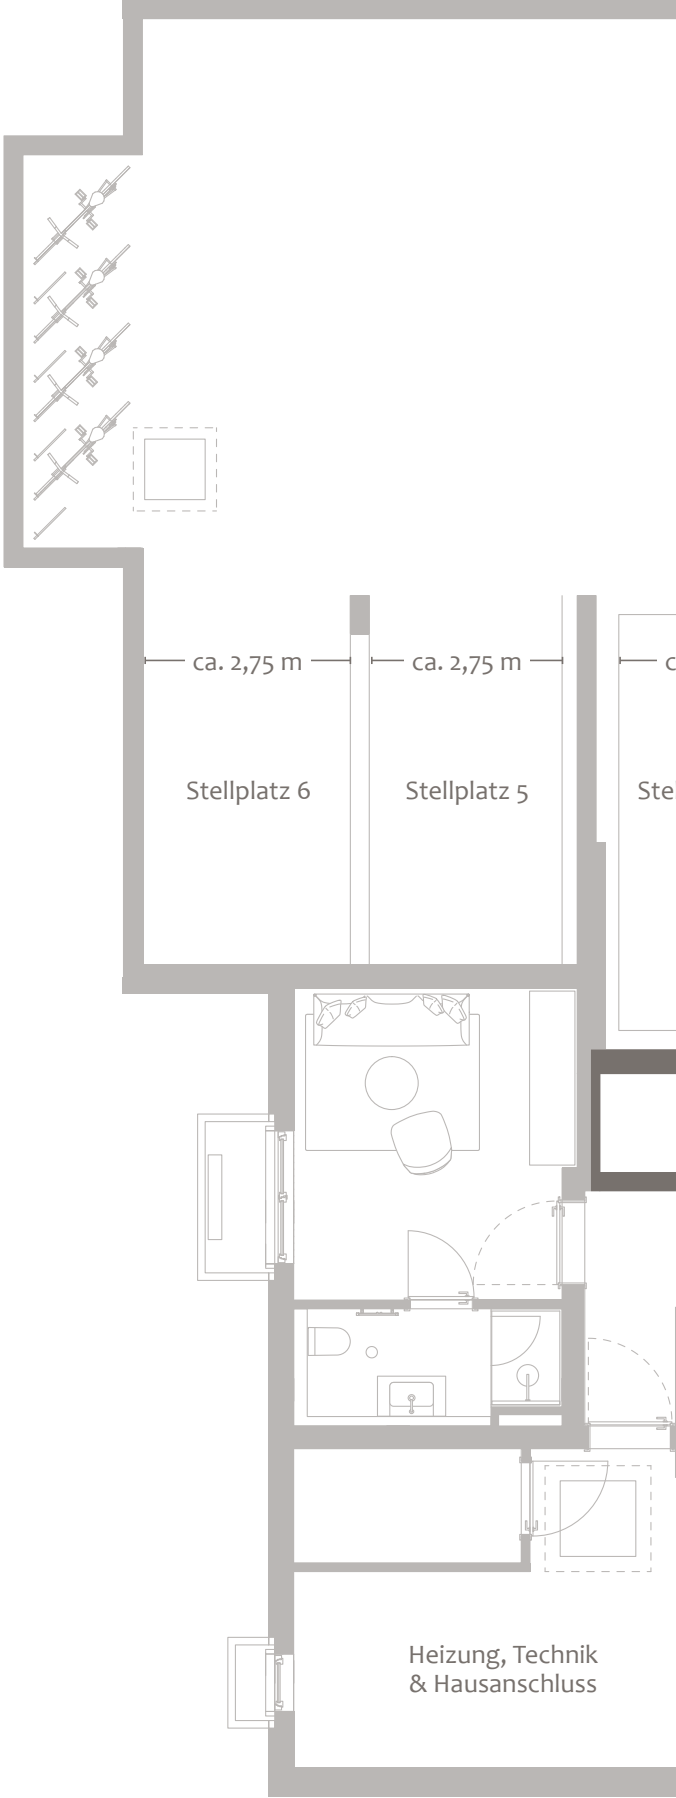 ca. 2,75 m
ca. 2,75 m
Stellplatz 6
Stellplatz 5
Heizung, Technik
& Hausanschluss